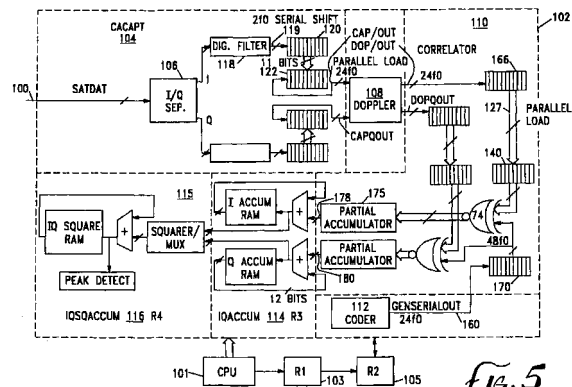 CACAPT
104
2f0 SERIAL SHIFT
119
120
DIG. FILTER
118
11 BITS
122
CAP/OUT
DOP/OUT
PARALLEL LOAD
24f0
110
102
CORRELATOR
24f0
166
106
I/Q
SEP.
I
Q
100
SATDAT
108
DOPPLER
DOPQOUT
127
PARALLEL
LOAD
CAPQOUT
140
115
IQ SQUARE
RAM
+
SQUARER/
MUX
PEAK DETECT
I ACCUM
RAM
+
178
175
PARTIAL
ACCUMULATOR
74
Q ACCUM
RAM
+
180
PARTIAL
ACCUMULATOR
48f0
170
12 BITS
IQSQACCUM 116 R4
IQACCUM 114 R3
112
CODER
GENSERIALOUT
24f0
160
101
CPU
R1
103
R2
105
Fig. 5